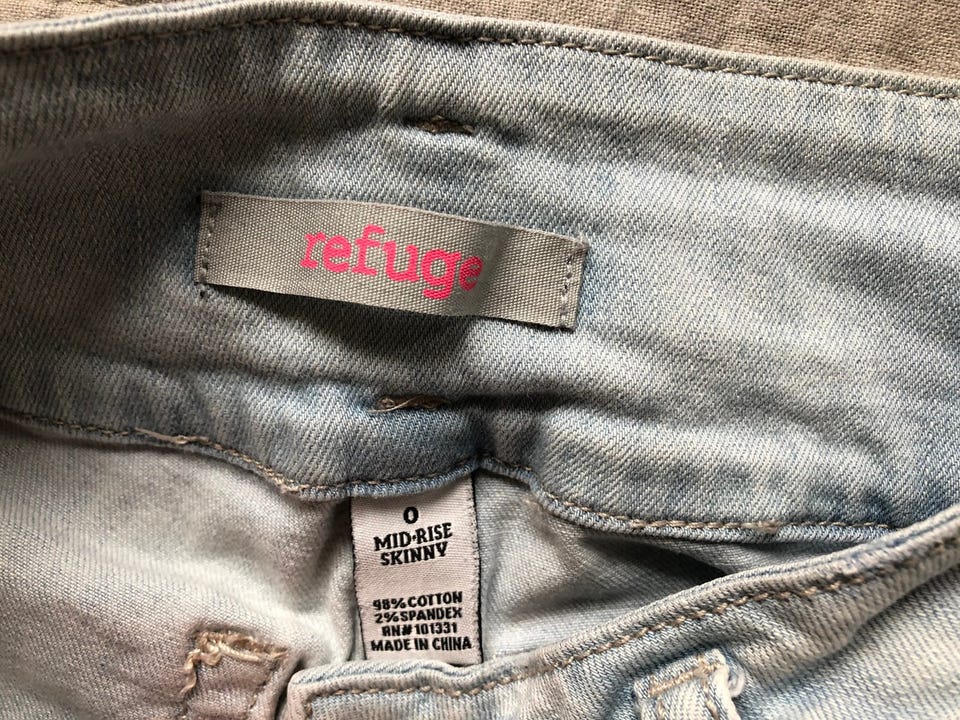 refuge
0
MID-RISE
SKINNY
98% COTTON
2% SPANDEX
RN# 101331
MADE IN CHINA